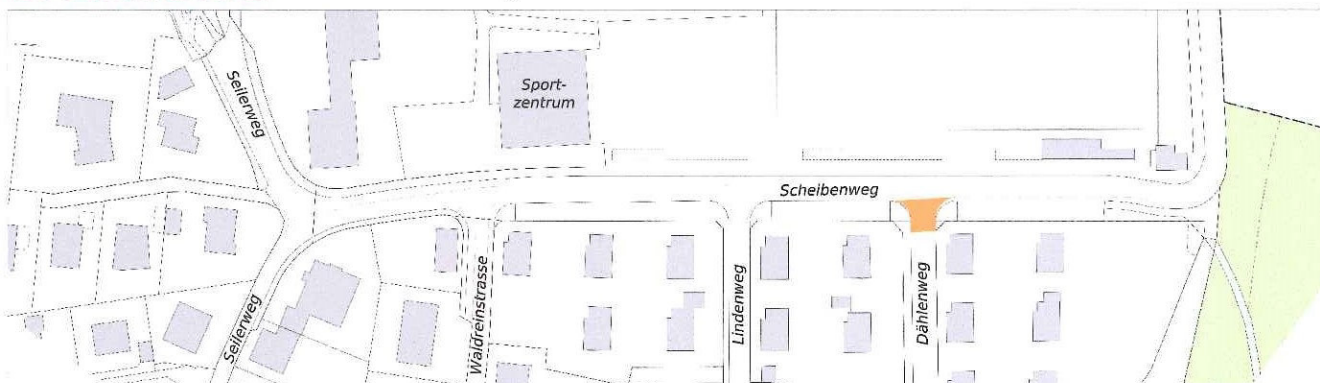 Seilerweg
Sport-
zentrum
Scheibenweg
Seilerweg
Waldreinstrasse
Lindenweg
Dählenweg